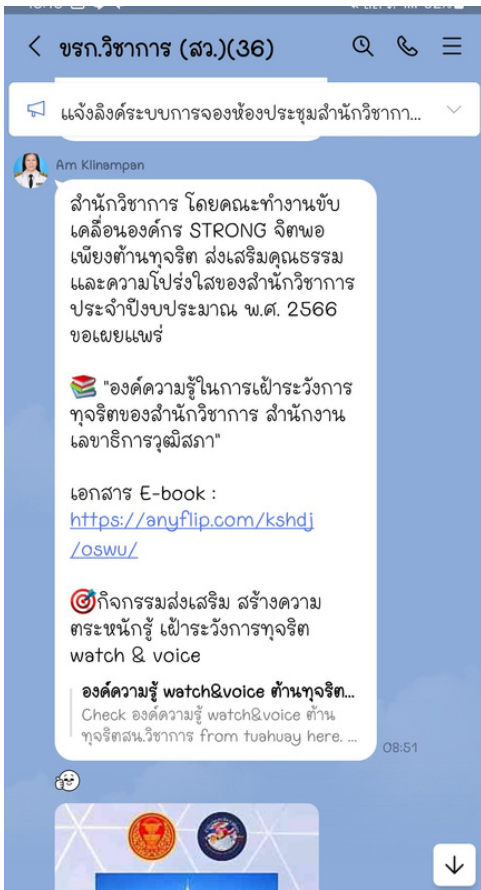 ขรก.วิชาการ (สว.)(36)
แจ้งลิงค์ระบบการจองห้องประชุมสำนักวิชากา...
Am Klinampan
สำนักวิชาการ โดยคณะทำงานขับ
เคลื่อนองค์กร STRONG จิตพอ
เพียงต้านทุจริต ส่งเสริมคุณธรรม
และความโปร่งใสของสำนักวิชาการ
ประจำปีงบประมาณ พ.ศ. 2566
ขอเผยแพร่
"องค์ความรู้ในการเฝ้าระวังการ
ทุจริตของสำนักวิชาการ สำนักงาน
เลขาธิการวุฒิสภา"
เอกสาร E-book :
https://anyflip.com/kshdj
/oswu/
กิจกรรมส่งเสริม สร้างความ
ตระหนักรู้ เฝ้าระวังการทุจริต
watch & voice
องค์ความรู้ watch&voice ต้านทุจริต...
Check องค์ความรู้ watch&voice ต้าน
ทุจริตสน.วิชาการ from tuahuay here. ...
08:51